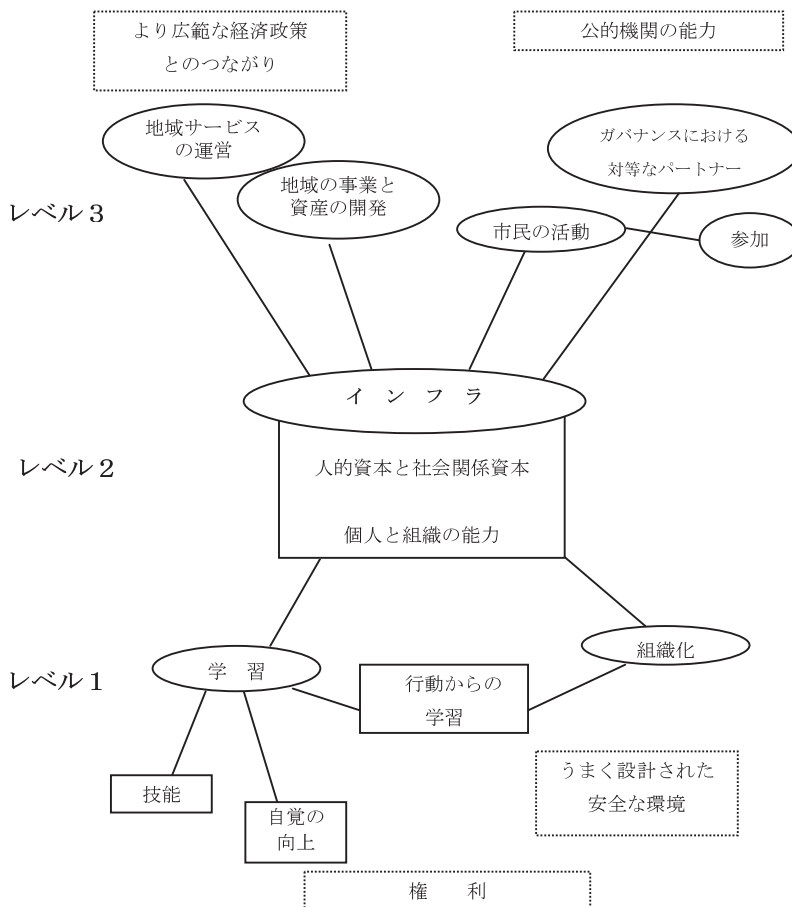 より広範な経済政策
とのつながり
公的機関の能力
地域サービス
の運営
ガバナンスにおける
対等なパートナー
地域の事業と
資産の開発
レベル３
市民の活動
参加
インフラ
レベル２
人的資本と社会関係資本
個人と組織の能力
組織化
学　習
レベル１
行動からの
学習
うまく設計された
安全な環境
技能
自覚の
向上
権　　利